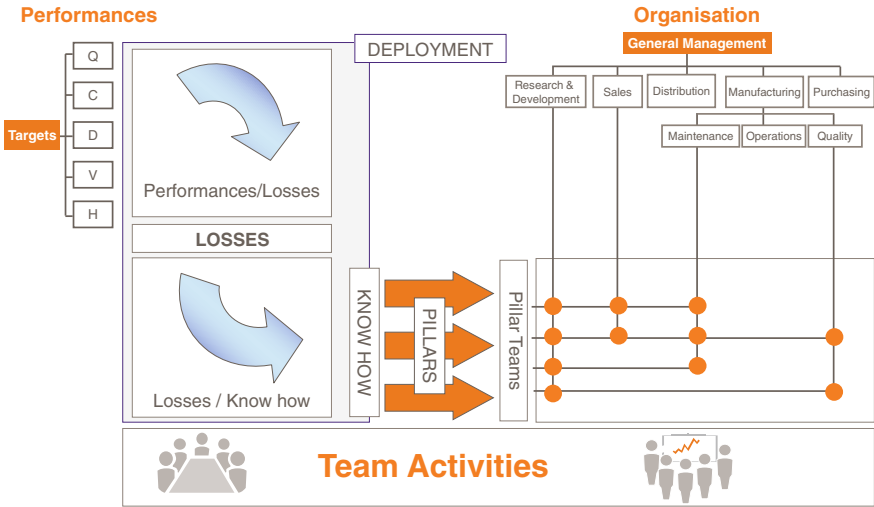 Performances
Organisation
General Management
DEPLOYMENT
Q
C
Targets
D
V
H
Performances/Losses
LOSSES
Losses / Know how
KNOW HOW
PILLARS
Pillar Teams
Research &
Development
Sales
Distribution
Manufacturing
Purchasing
Maintenance
Operations
Quality
Team Activities